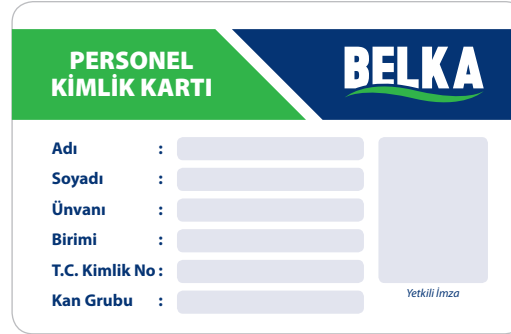 PERSONEL
KİMLİK KARTI
BELKA
Adı :
Soyadı :
Ünvanı :
Birimi :
T.C. Kimlik No :
Kan Grubu :
Yetkili İmza